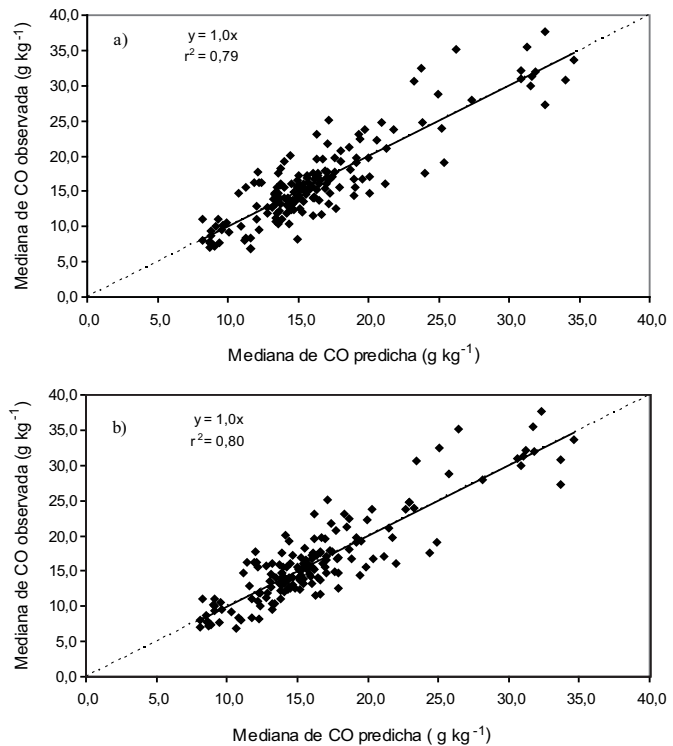 a)
y = 1,0x
r² = 0,79
Mediana de CO observada (g kg⁻¹)
40,0
35,0
30,0
25,0
20,0
15,0
10,0
5,0
0,0
0,0 5,0 10,0 15,0 20,0 25,0 30,0 35,0 40,0
Mediana de CO predicha (g kg⁻¹)
b)
y = 1,0x
r² = 0,80
Mediana de CO observada (g kg⁻¹)
40,0
35,0
30,0
25,0
20,0
15,0
10,0
5,0
0,0
0,0 5,0 10,0 15,0 20,0 25,0 30,0 35,0 40,0
Mediana de CO predicha ( g kg⁻¹)